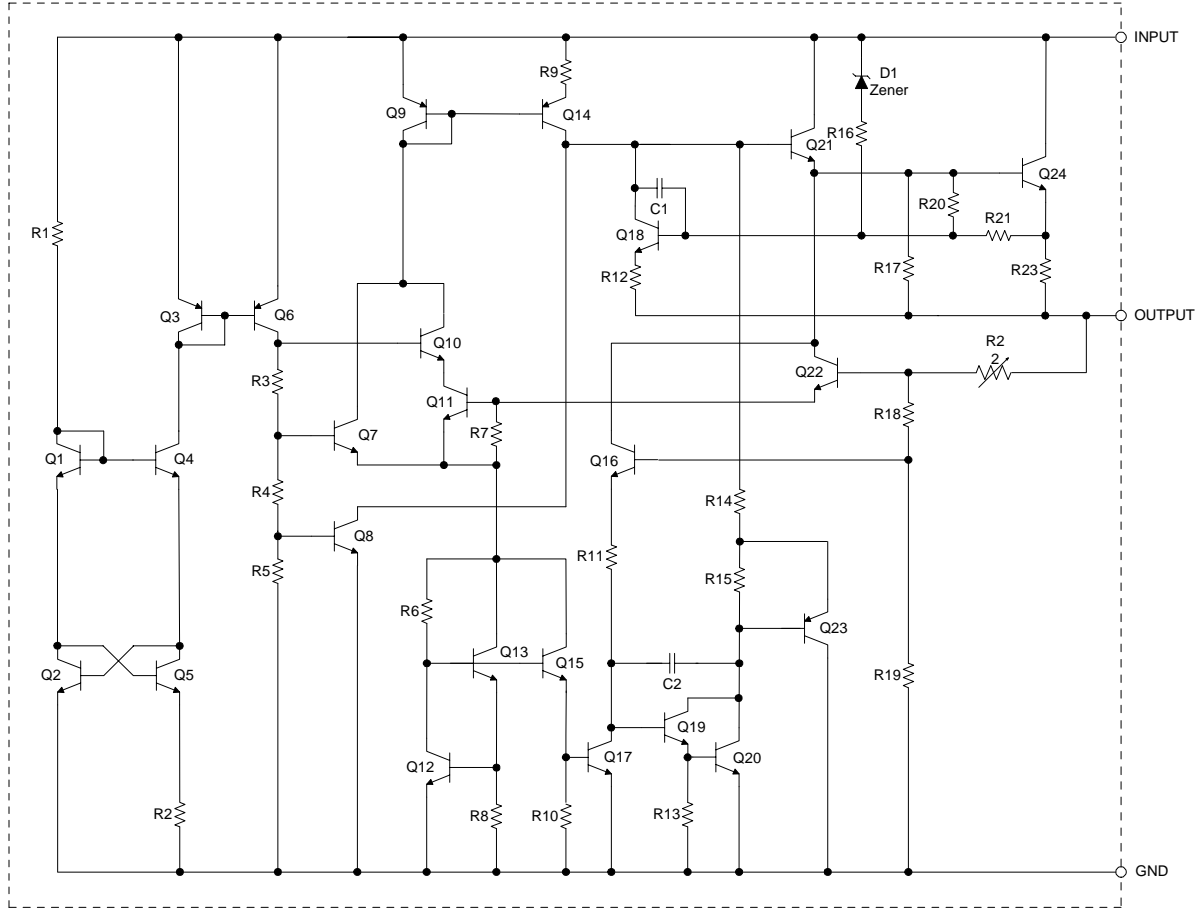 INPUT
R9
D1
Zener
Q9
Q14
R16
Q21
Q24
C1
R20
R21
R1
Q18
R12
R17
R23
Q3
Q6
OUTPUT
Q10
R2
2
Q22
R3
Q11
R18
Q7
R7
Q1
Q4
Q16
R4
R14
Q8
R11
R5
R15
R6
Q23
Q13
Q15
Q2
Q5
C2
R19
Q19
Q12
Q17
Q20
R2
R8
R10
R13
GND